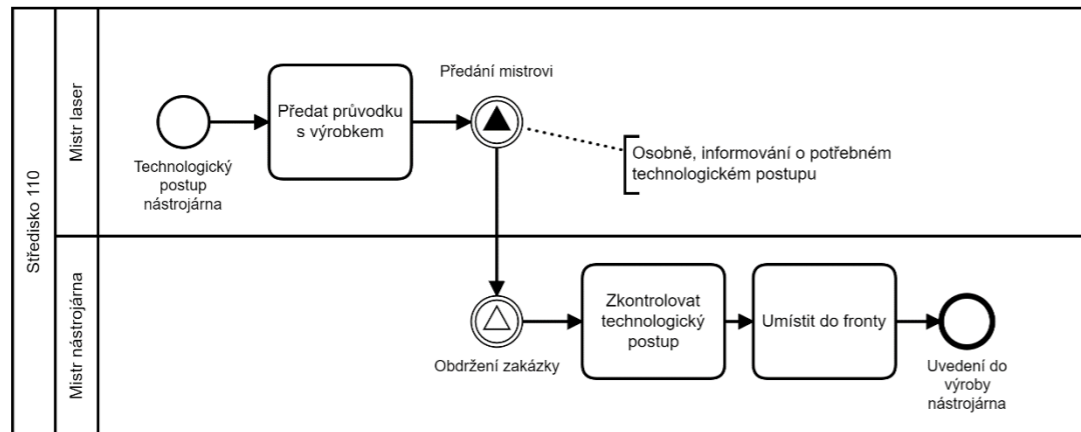 Středisko 110
Mistr laser
Technologický
postup
nástrojárna
Předat průvodku
s výrobkem
Předání mistrovi
Osobně, informování o potřebném
technologickém postupu
Mistr nástrojárna
Obdržení zakázky
Zkontrolovat
technologický
postup
Umístit do fronty
Uvedení do
výroby
nástrojárna